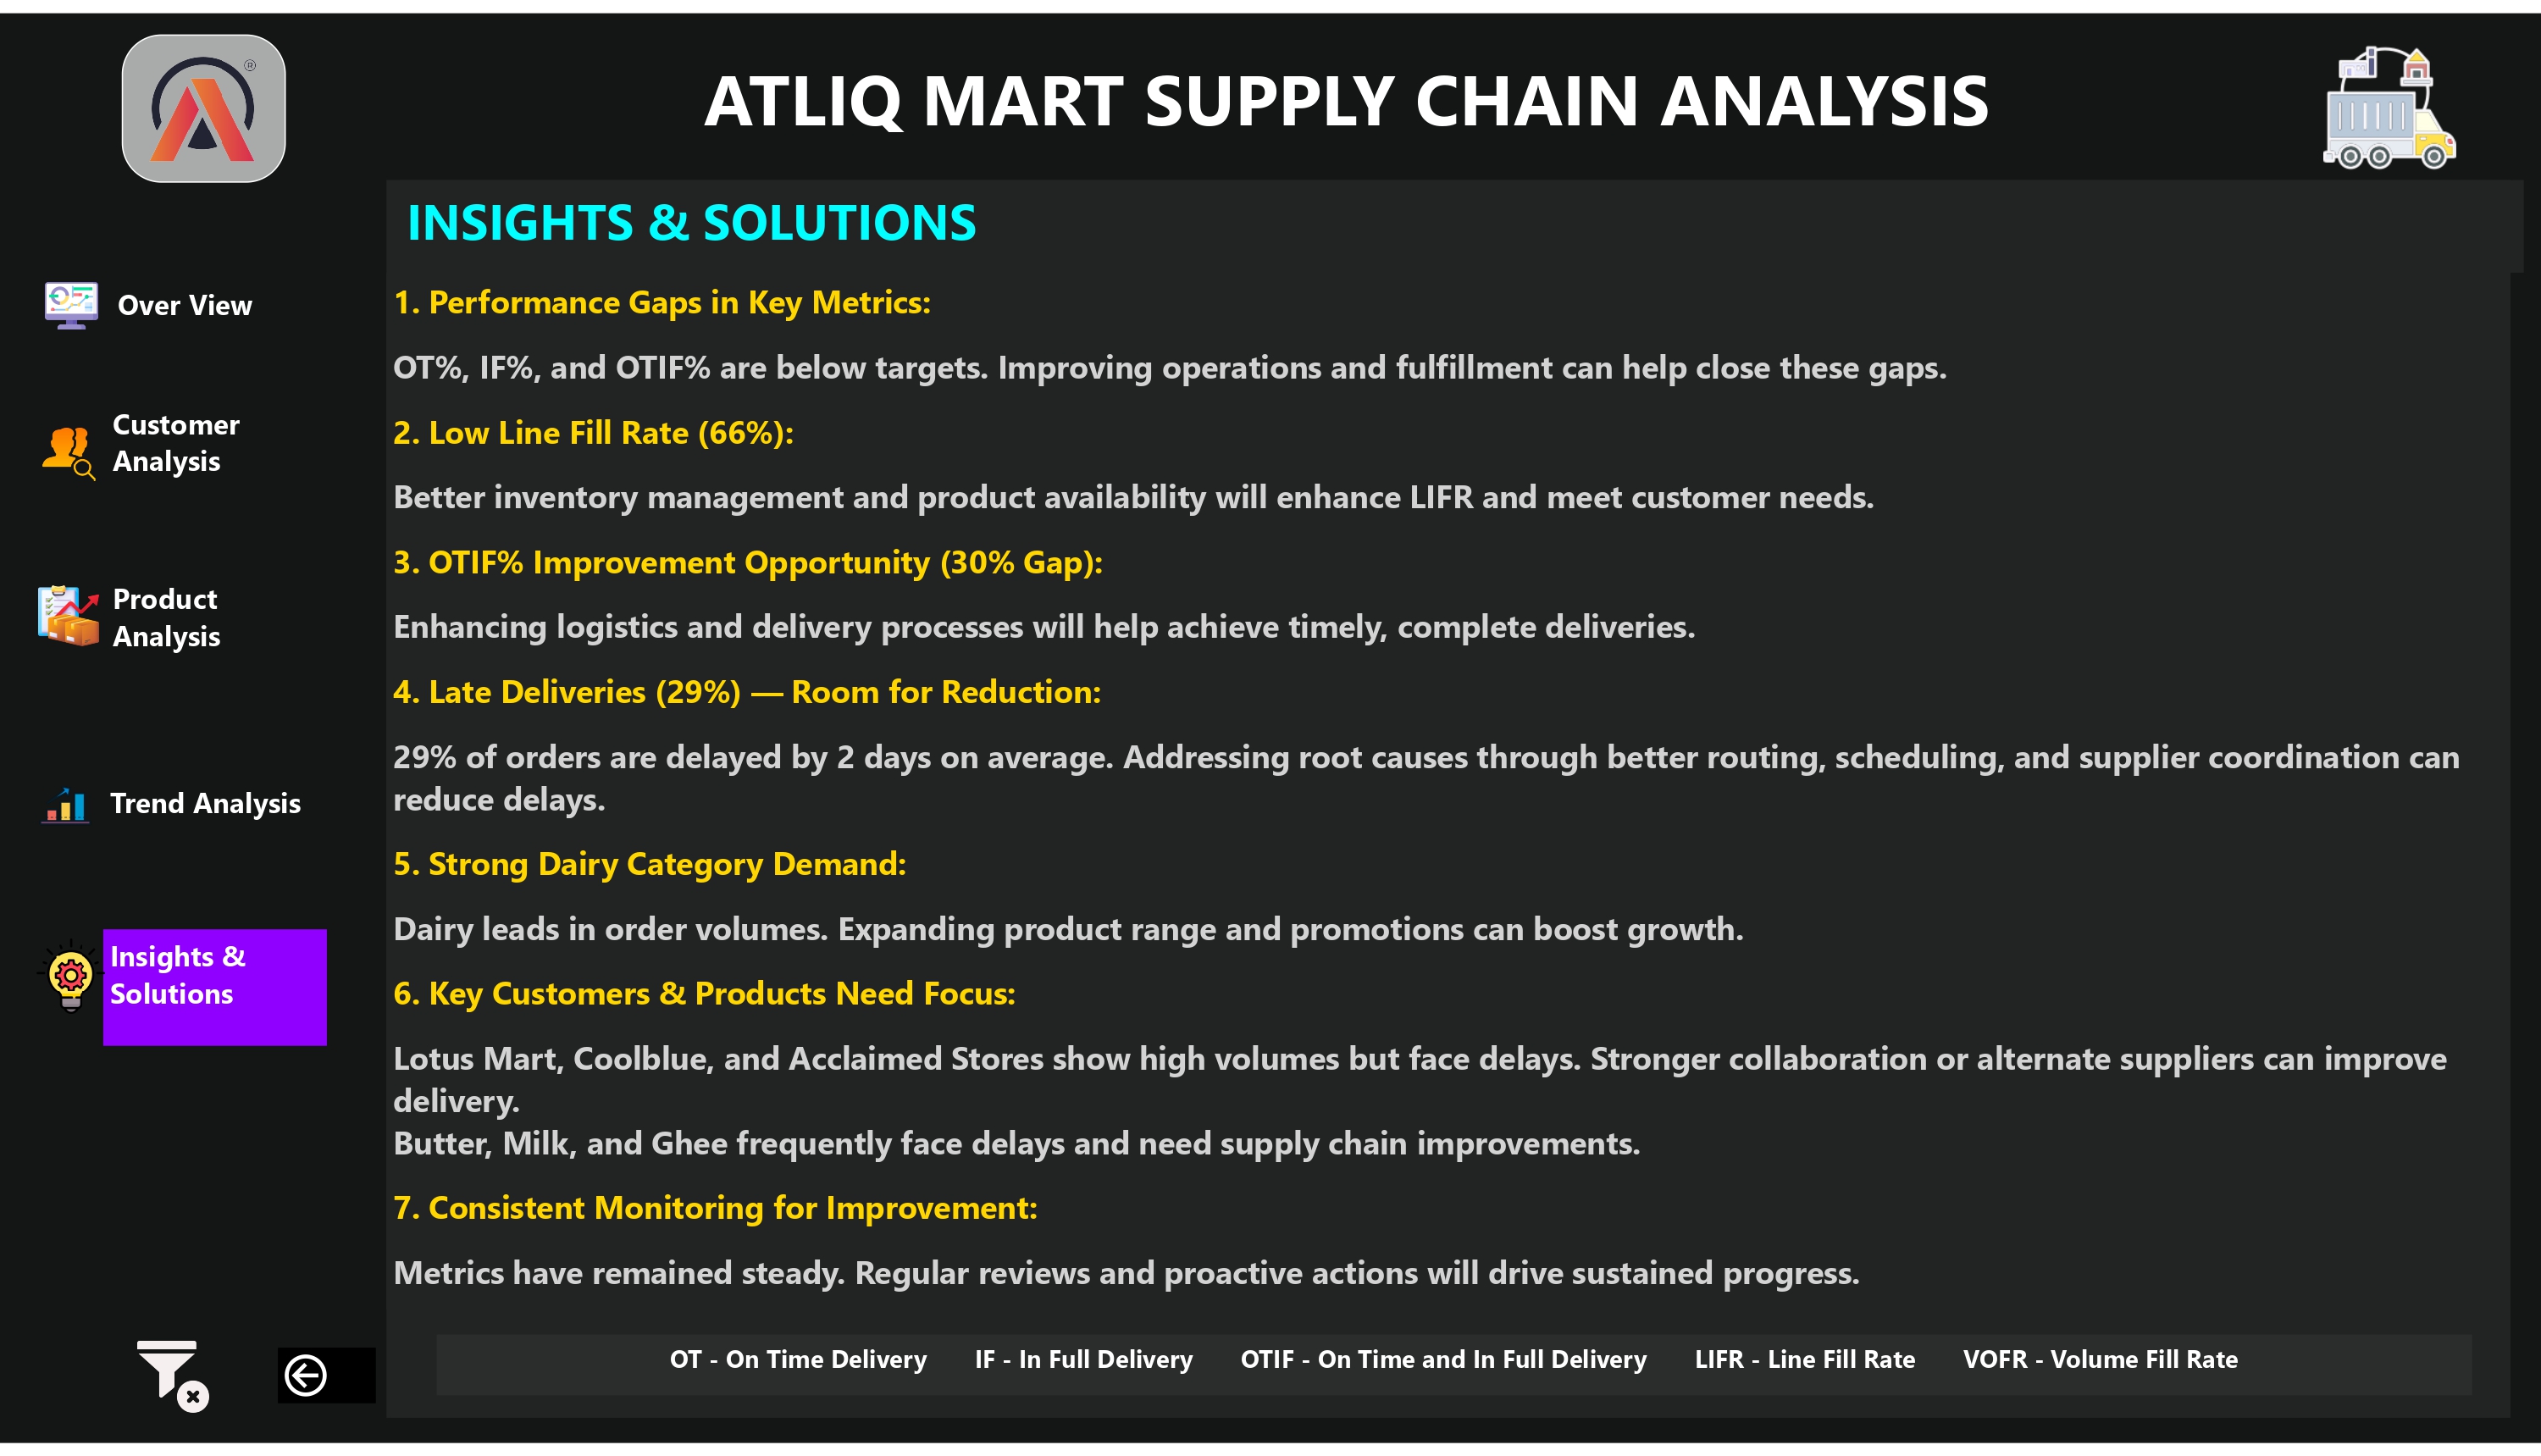 ATLIQ MART SUPPLY CHAIN ANALYSIS
INSIGHTS & SOLUTIONS
Over View
Customer
Analysis
Product
Analysis
Trend Analysis
Insights &
Solutions
1. Performance Gaps in Key Metrics:
OT%, IF%, and OTIF% are below targets. Improving operations and fulfillment can help close these gaps.
2. Low Line Fill Rate (66%):
Better inventory management and product availability will enhance LIFR and meet customer needs.
3. OTIF% Improvement Opportunity (30% Gap):
Enhancing logistics and delivery processes will help achieve timely, complete deliveries.
4. Late Deliveries (29%) — Room for Reduction:
29% of orders are delayed by 2 days on average. Addressing root causes through better routing, scheduling, and supplier coordination can
reduce delays.
5. Strong Dairy Category Demand:
Dairy leads in order volumes. Expanding product range and promotions can boost growth.
6. Key Customers & Products Need Focus:
Lotus Mart, Coolblue, and Acclaimed Stores show high volumes but face delays. Stronger collaboration or alternate suppliers can improve
delivery.
Butter, Milk, and Ghee frequently face delays and need supply chain improvements.
7. Consistent Monitoring for Improvement:
Metrics have remained steady. Regular reviews and proactive actions will drive sustained progress.
OT - On Time Delivery IF - In Full Delivery OTIF - On Time and In Full Delivery LIFR - Line Fill Rate VOFR - Volume Fill Rate